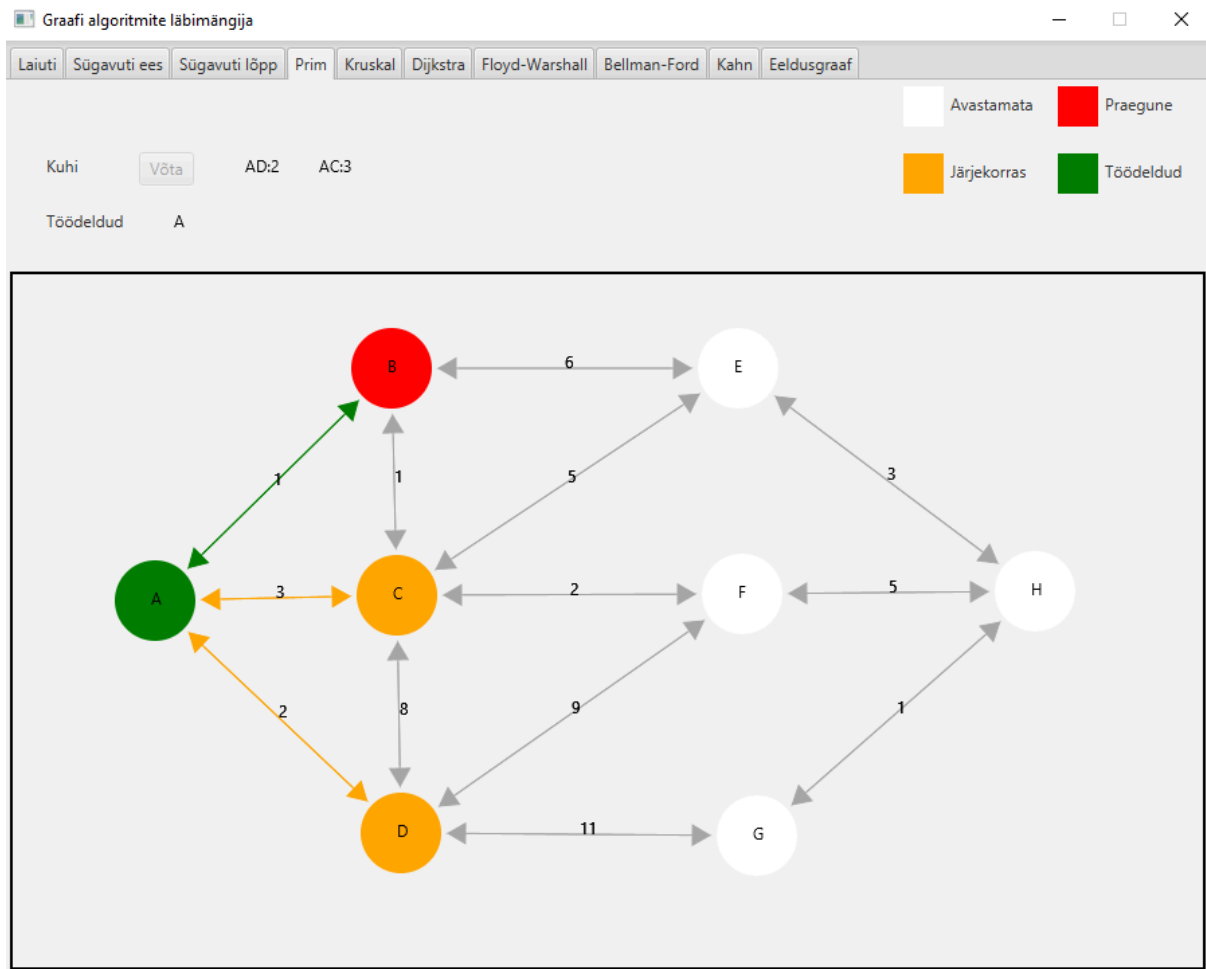 Graafi algoritmite läbimängija
Laiuti Sügavuti ees Sügavuti lõpp Prim Kruskal Dijkstra Floyd-Warshall Bellman-Ford Kahn Eeldusgraaf
Avastamata Praegune
Kuhi Võta AD:2 AC:3
Järjekorras Töödeldud
Töödeldud A
B 6 E
1 1 5 3
A 3 C 2 F 5 H
2 8 9 1
D 11 G